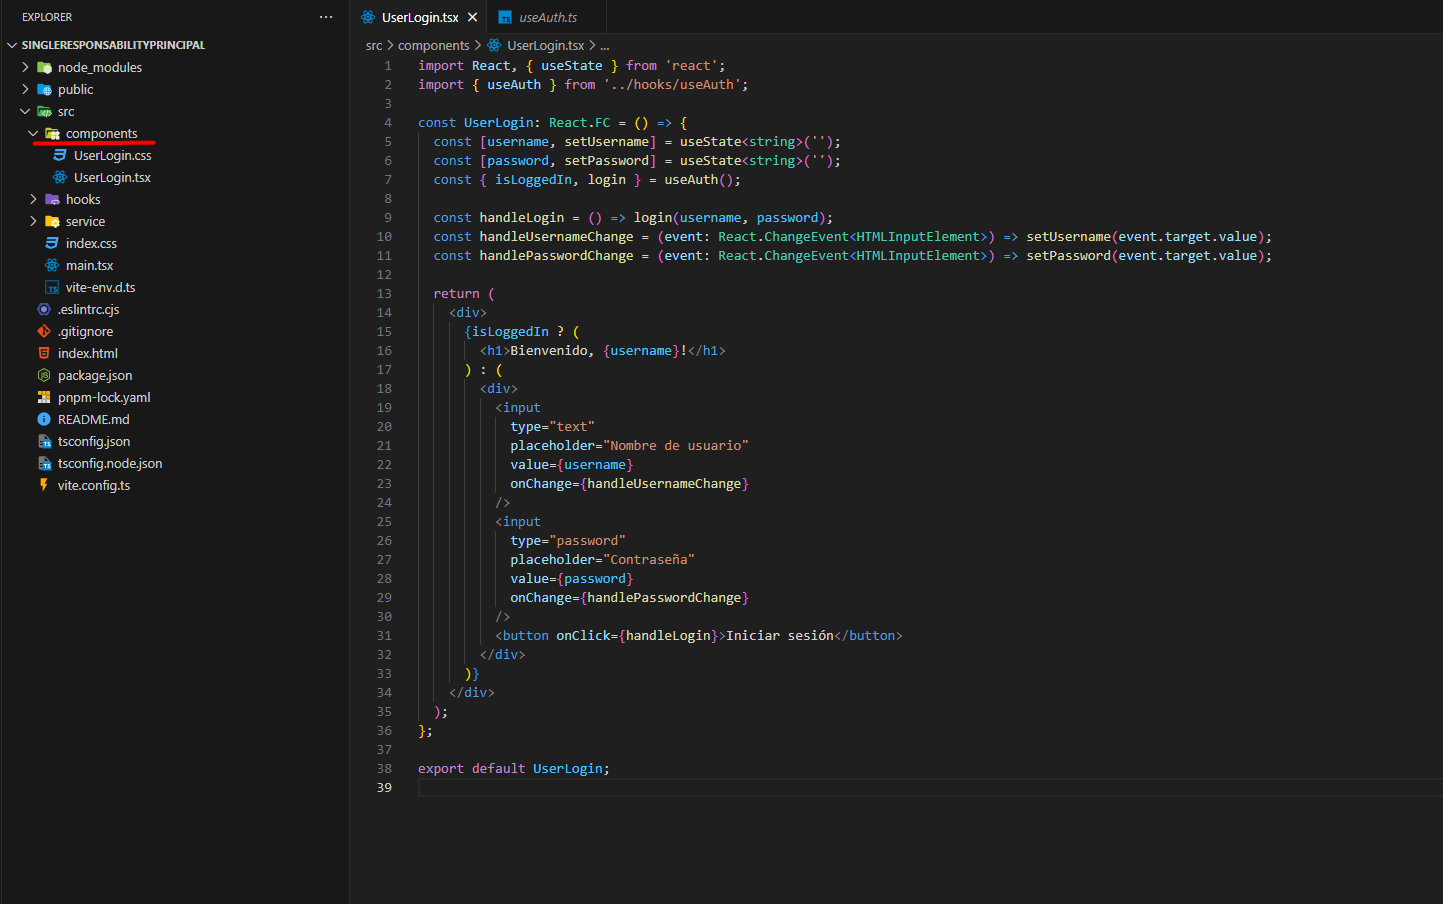 EXPLORER
SINGLERESPONSABILITYPRINCIPAL
node_modules
public
src
components
UserLogin.css
UserLogin.tsx
hooks
service
index.css
main.tsx
vite-env.d.ts
.eslintrc.cjs
.gitignore
index.html
package.json
pnpm-lock.yaml
README.md
tsconfig.json
tsconfig.node.json
vite.config.ts
UserLogin.tsx
TS useAuth.ts
src > components > UserLogin.tsx > ...
1 import React, { useState } from 'react';
2 import { useAuth } from '../hooks/useAuth';
3
4 const UserLogin: React.FC = () => {
5 const [username, setUsername] = useState<string>('');
6 const [password, setPassword] = useState<string>('');
7 const { isLoggedIn, login } = useAuth();
8
9 const handleLogin = () => login(username, password);
10 const handleUsernameChange = (event: React.ChangeEvent<HTMLInputElement>) => setUsername(event.target.value);
11 const handlePasswordChange = (event: React.ChangeEvent<HTMLInputElement>) => setPassword(event.target.value);
12
13 return (
14 <div>
15 {isLoggedIn ? (
16 <h1>Bienvenido, {username}!</h1>
17 ) : (
18 <div>
19 <input
20 type="text"
21 placeholder="Nombre de usuario"
22 value={username}
23 onChange={handleUsernameChange}
24 />
25 <input
26 type="password"
27 placeholder="Contraseña"
28 value={password}
29 onChange={handlePasswordChange}
30 />
31 <button onClick={handleLogin}>Iniciar sesión</button>
32 </div>
33 )}
34 </div>
35 );
36 };
37
38 export default UserLogin;
39